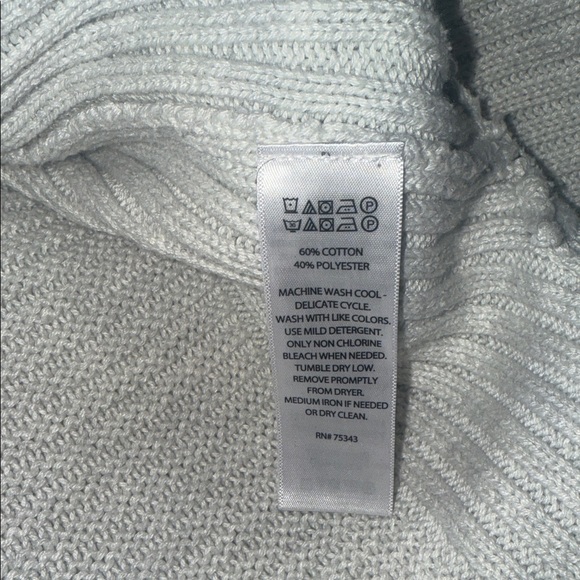 60% COTTON
40% POLYESTER
MACHINE WASH COOL -
DELICATE CYCLE.
WASH WITH LIKE COLORS.
USE MILD DETERGENT.
ONLY NON CHLORINE
BLEACH WHEN NEEDED.
TUMBLE DRY LOW.
REMOVE PROMPTLY
FROM DRYER.
MEDIUM IRON IF NEEDED
OR DRY CLEAN.
RN# 75343